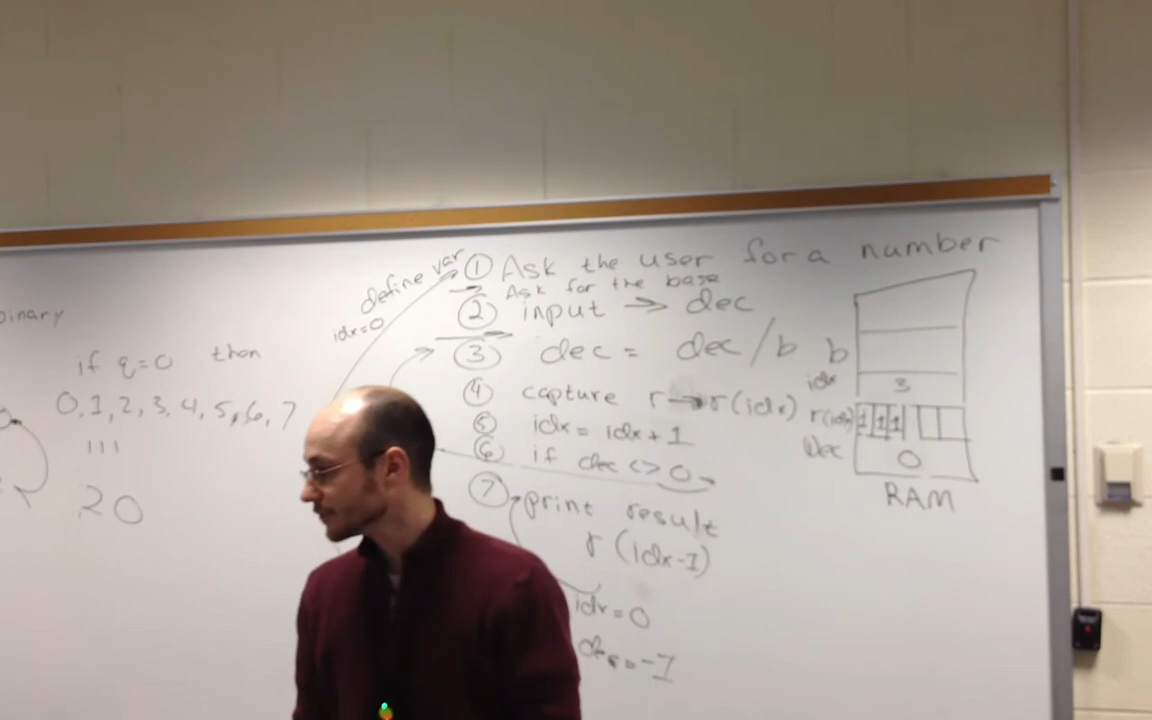 binary
if q=0 then
0,1,2,3,4,5,6,7
111
20
define var
idx=0
① Ask the user for a number
Ask for the base
② input → dec
③ dec = dec/b
④ capture r→r(idx)
⑤ idx = idx+1
⑥ if dec <> 0
⑦ print result
r (idx-1)
idx=0
=-1
b
idx 3
r(idx) 1 1 1
Dec 0
RAM